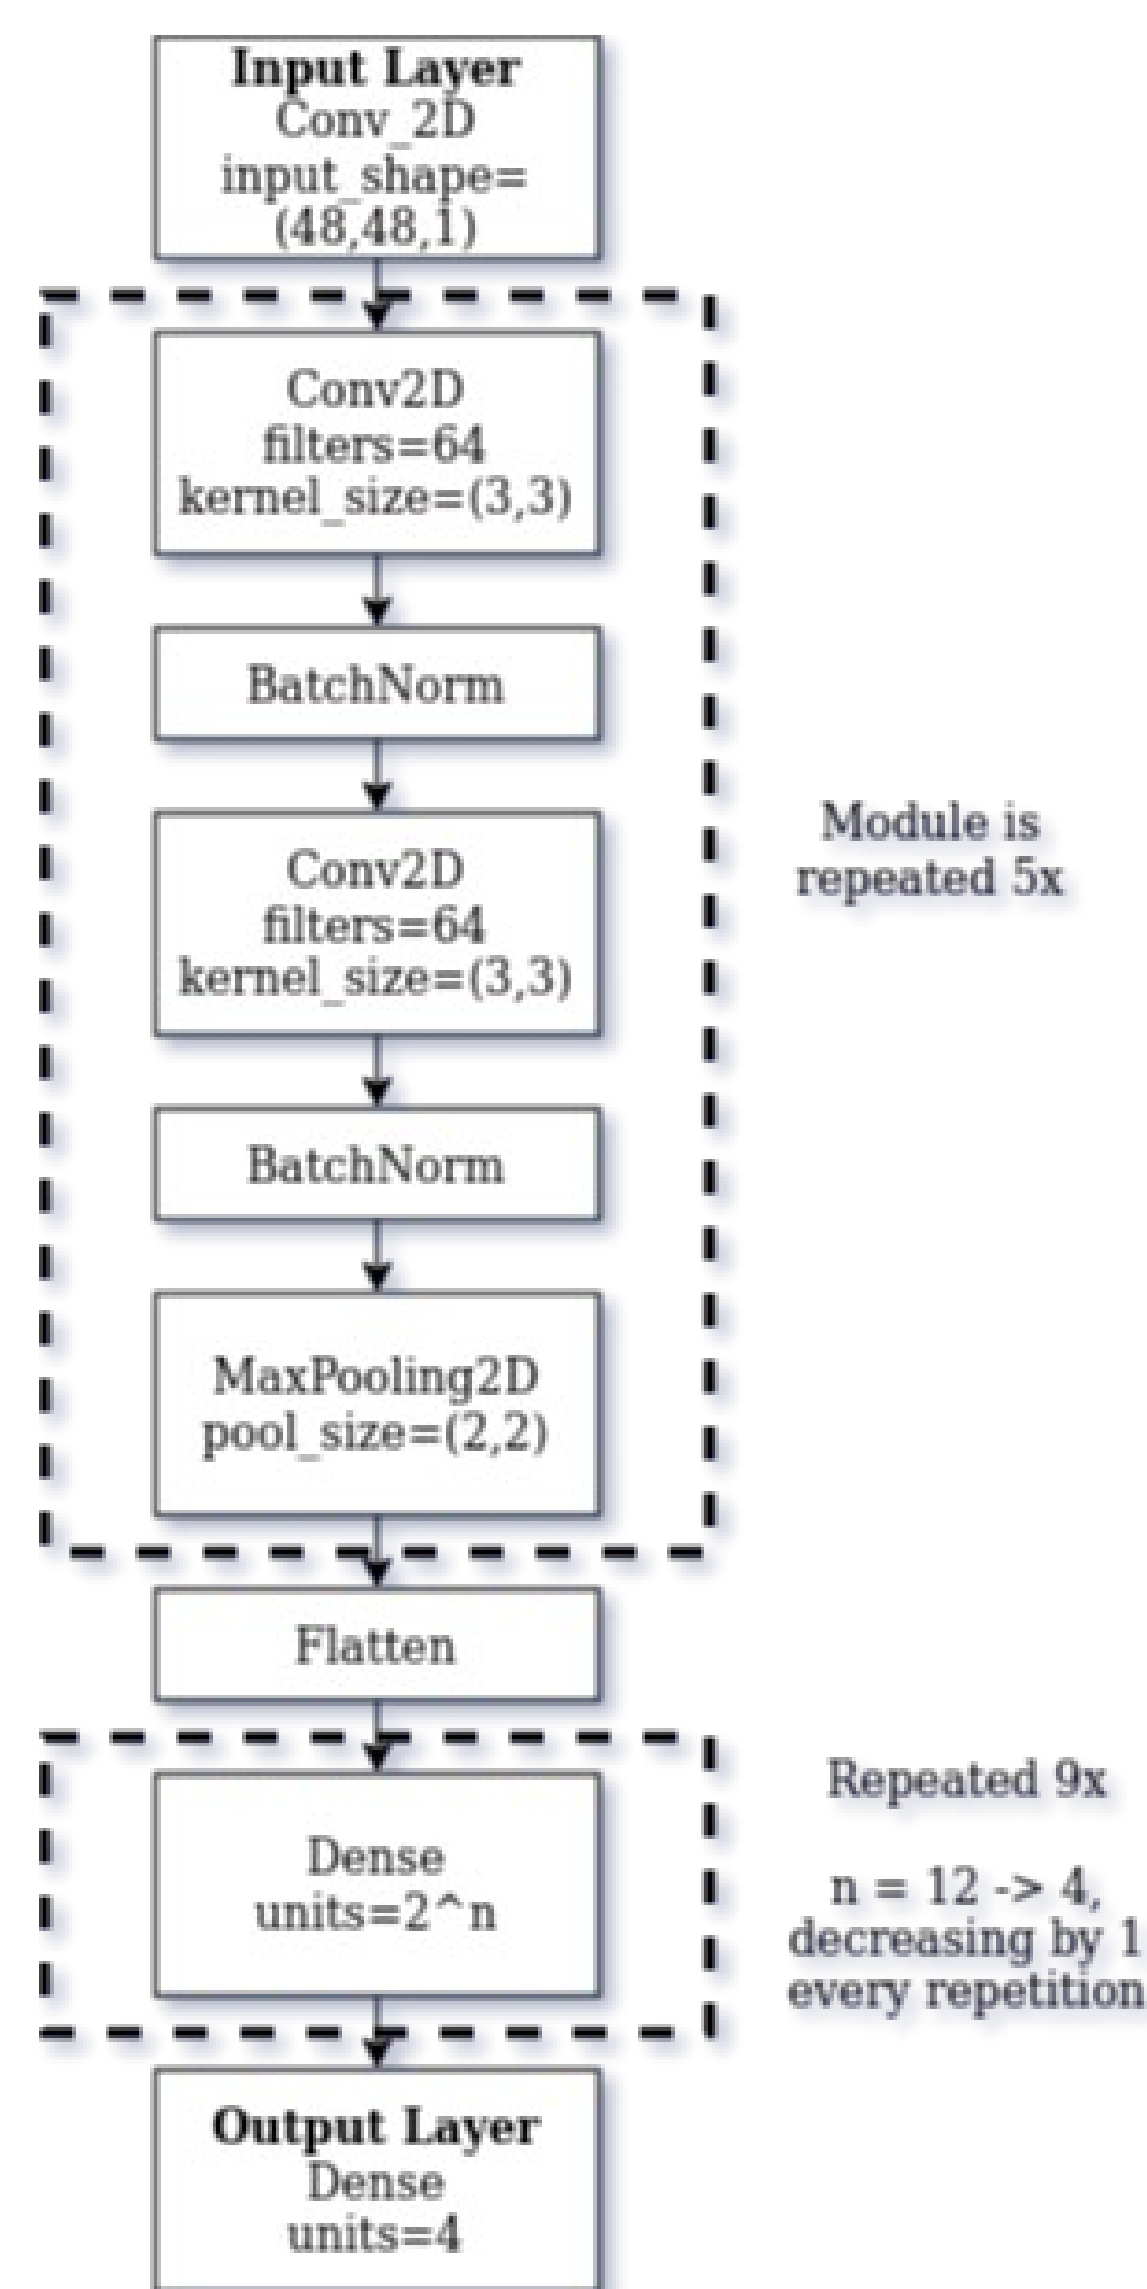 Input Layer
Conv_2D
input_shape=
(48,48,1)
Conv2D
filters=64
kernel_size=(3,3)
BatchNorm
Conv2D
filters=64
kernel_size=(3,3)
BatchNorm
MaxPooling2D
pool_size=(2,2)
Module is
repeated 5x
Flatten
Dense
units=2^n
Repeated 9x
n = 12 -> 4,
decreasing by 1
every repetition
Output Layer
Dense
units=4